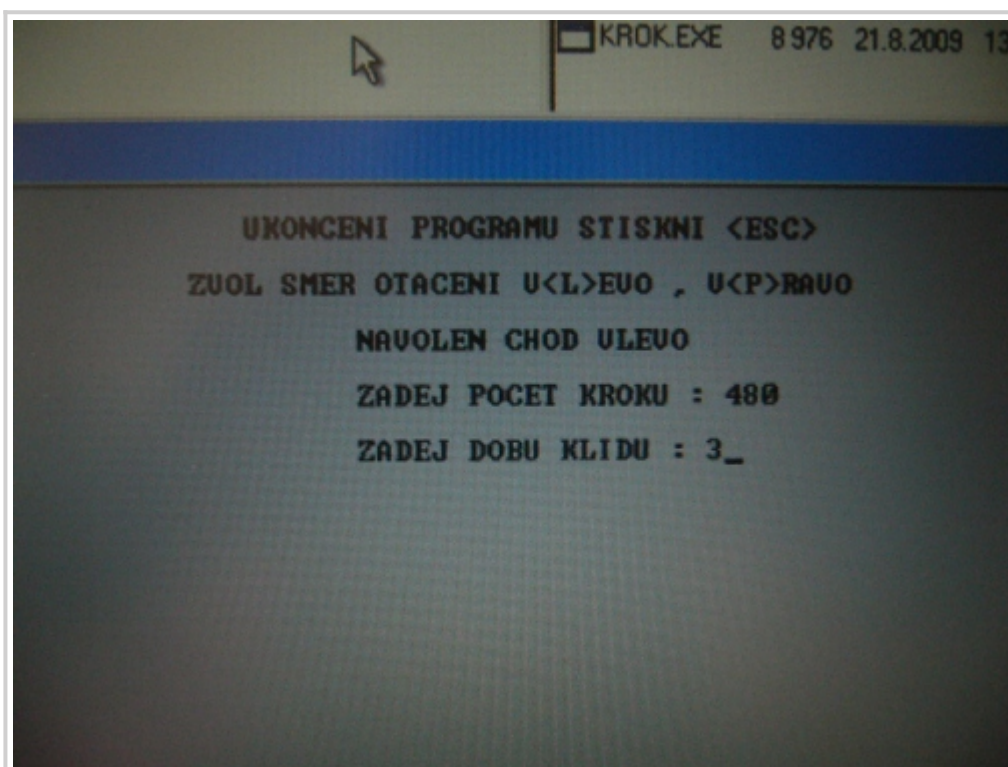 KROK.EXE 8 976 21.8.2009 13
UKONCENI PROGRAMU STISKNI <ESC>
ZVOL SMER OTACENI V<L>EVO , V<P>RAVO
NAVOLEN CHOD VLEVO
ZADEJ POCET KROKU : 480
ZADEJ DOBU KLIDU : 3_